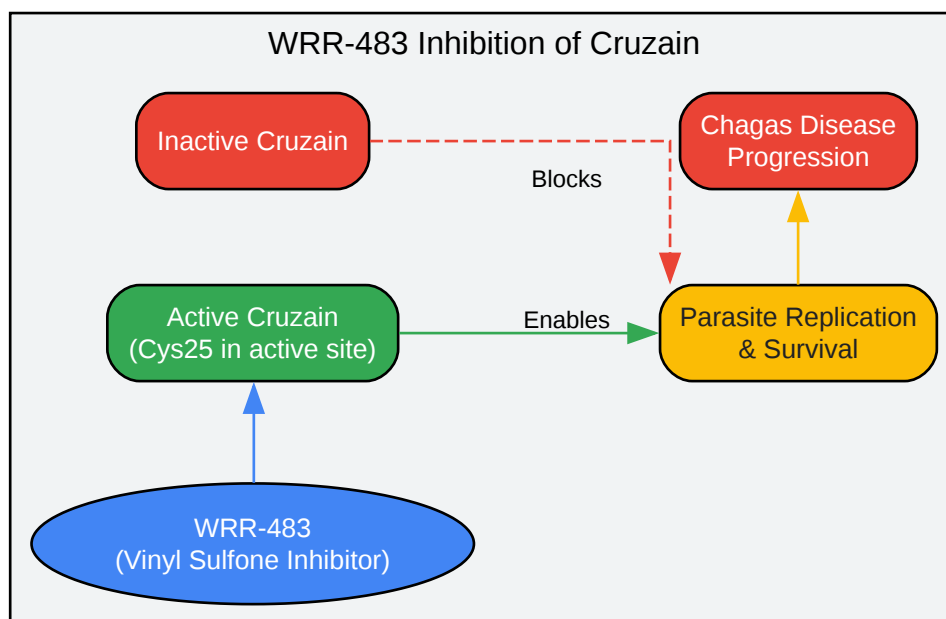 WRR-483 Inhibition of Cruzain
Inactive Cruzain
Chagas Disease
Progression
Blocks
Active Cruzain
(Cys25 in active site)
Enables
Parasite Replication
& Survival
WRR-483
(Vinyl Sulfone Inhibitor)